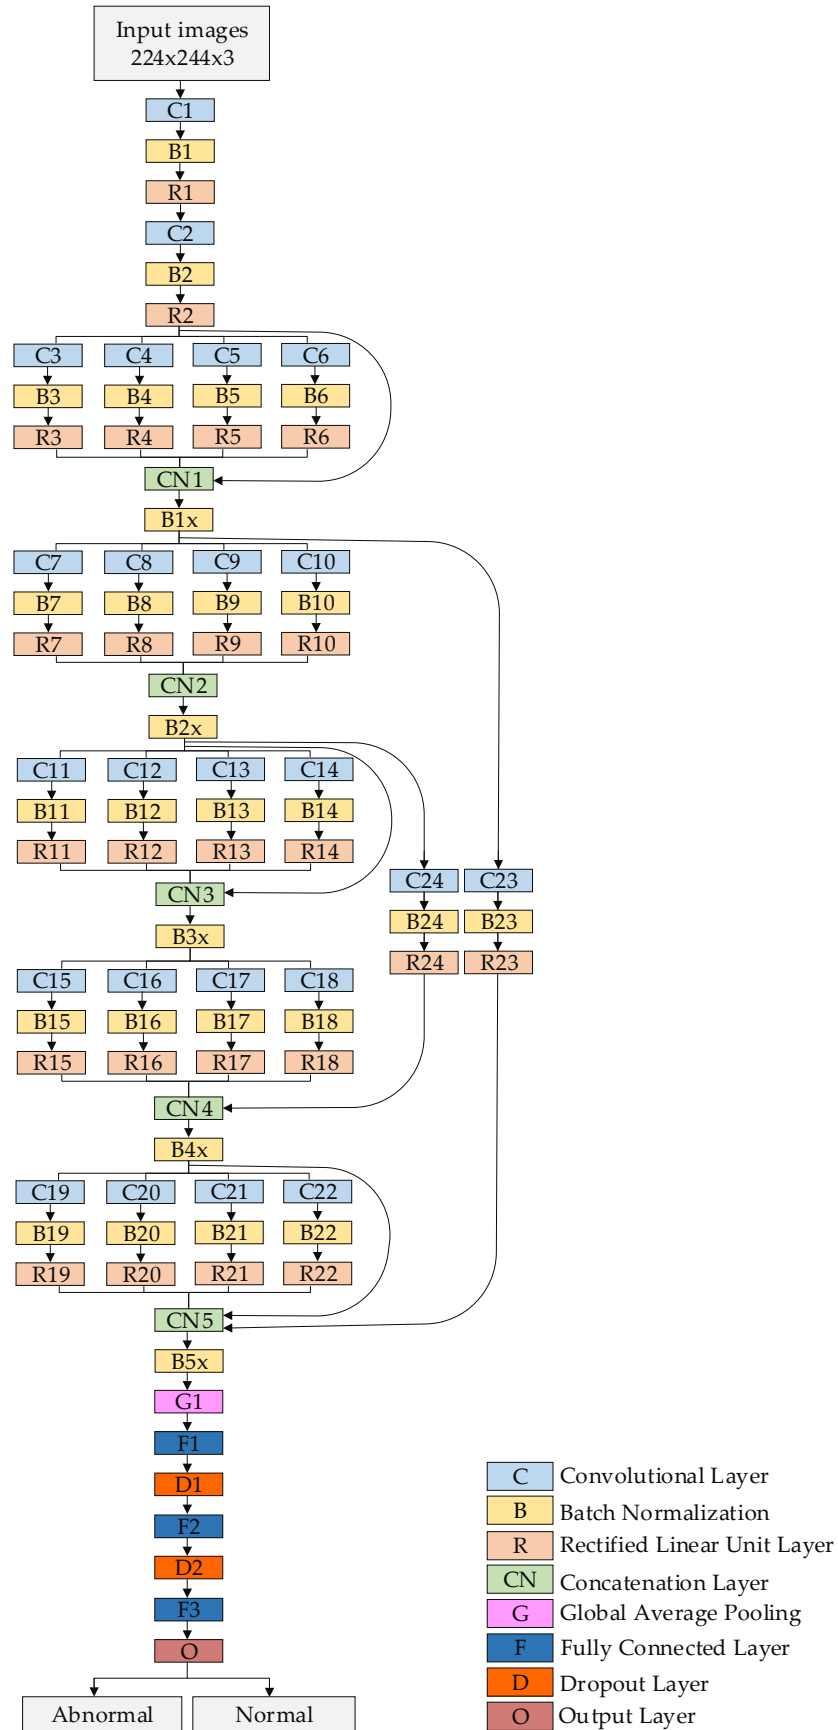 Input images
224x244x3
C1
B1
R1
C2
B2
R2
C3 C4 C5 C6
B3 B4 B5 B6
R3 R4 R5 R6
CN1
B1x
C7 C8 C9 C10
B7 B8 B9 B10
R7 R8 R9 R10
CN2
B2x
C11 C12 C13 C14
B11 B12 B13 B14
R11 R12 R13 R14
C24 C23
CN3
B24 B23
B3x
R24 R23
C15 C16 C17 C18
B15 B16 B17 B18
R15 R16 R17 R18
CN4
B4x
C19 C20 C21 C22
B19 B20 B21 B22
R19 R20 R21 R22
CN5
B5x
G1
F1
D1
F2
D2
F3
O
Abnormal Normal
C Convolutional Layer
B Batch Normalization
R Rectified Linear Unit Layer
CN Concatenation Layer
G Global Average Pooling
F Fully Connected Layer
D Dropout Layer
O Output Layer